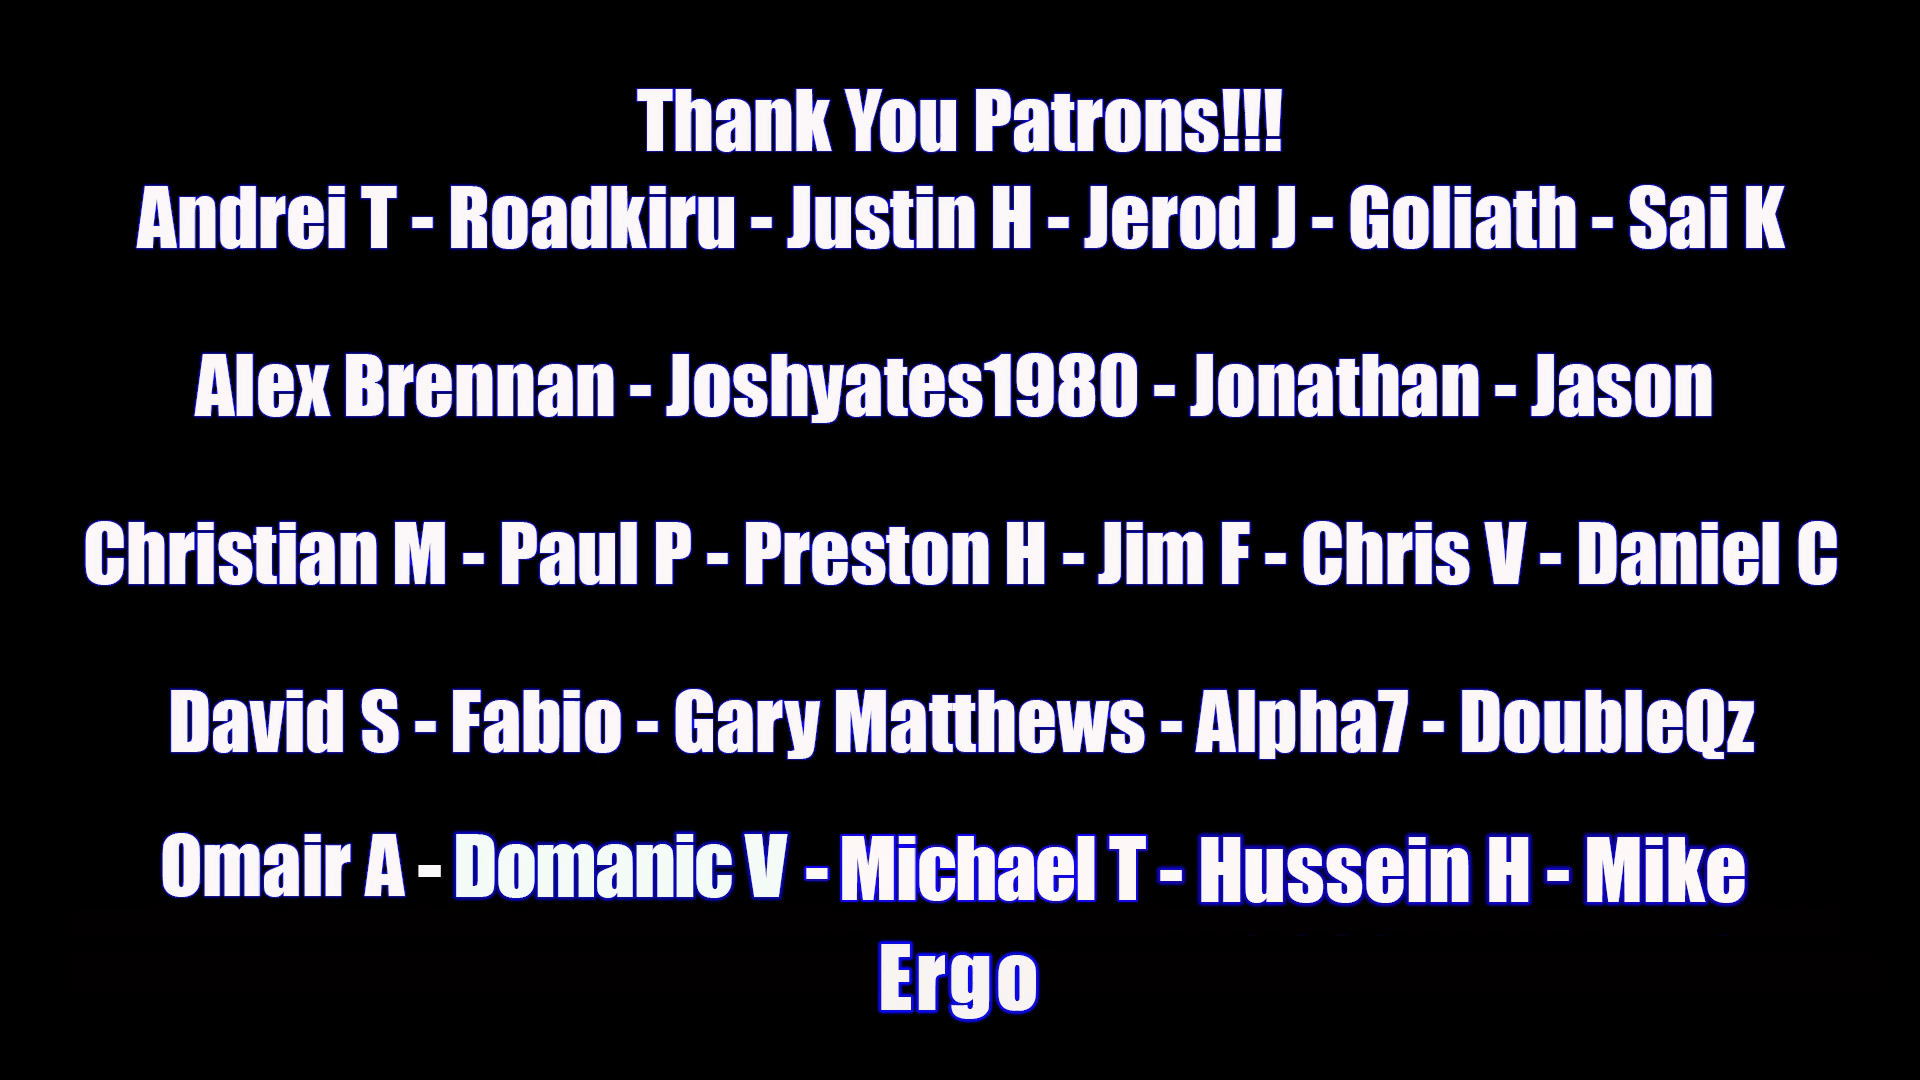 Thank You Patrons!!!
Andrei T - Roadkiru - Justin H - Jerod J - Goliath - Sai K
Alex Brennan - Joshyates1980 - Jonathan - Jason
Christian M - Paul P - Preston H - Jim F - Chris V - Daniel C
David S - Fabio - Gary Matthews - Alpha7 - DoubleQz
Omair A - Domanic V - Michael T - Hussein H - Mike
Ergo